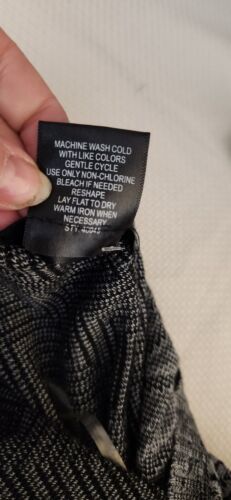 MACHINE WASH COLD
WITH LIKE COLORS
GENTLE CYCLE
USE ONLY NON-CHLORINE
BLEACH IF NEEDED
RESHAPE
LAY FLAT TO DRY
WARM IRON WHEN
NECESSARY
STY.